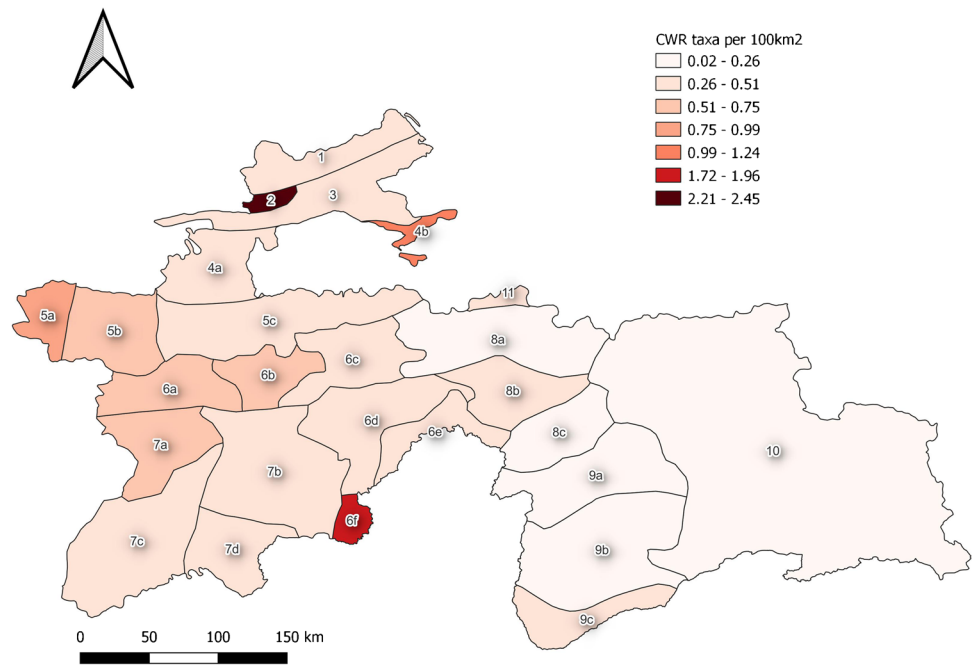 CWR taxa per 100km2
0.02 - 0.26
0.26 - 0.51
0.51 - 0.75
0.75 - 0.99
0.99 - 1.24
1.72 - 1.96
2.21 - 2.45
1
2
3
4b
4a
11
5a
5b
5c
8a
6c
6b
6a
8b
6d
6e
8c
7a
10
7b
9a
6f
7c
7d
9b
9c
0 50 100 150 km